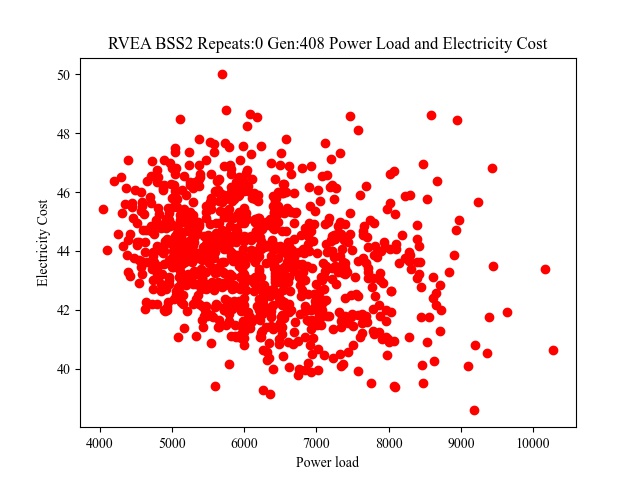 RVEA BSS2 Repeats:0 Gen:408 Power Load and Electricity Cost
50
48
46
44
42
40
Electricity Cost
4000 5000 6000 7000 8000 9000 10000
Power load